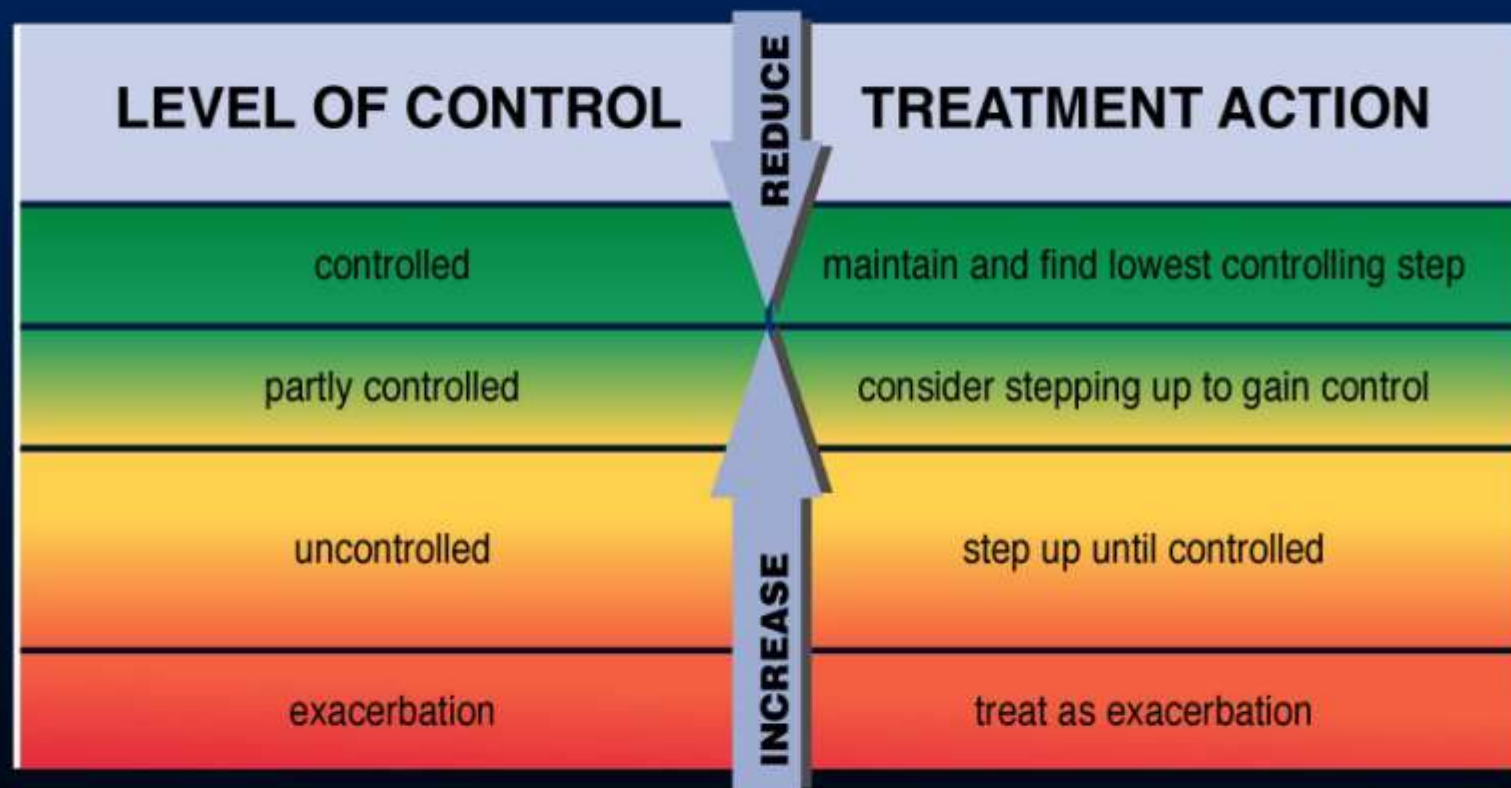 LEVEL OF CONTROL
REDUCE
TREATMENT ACTION
controlled
maintain and find lowest controlling step
partly controlled
consider stepping up to gain control
uncontrolled
step up until controlled
INCREASE
exacerbation
treat as exacerbation